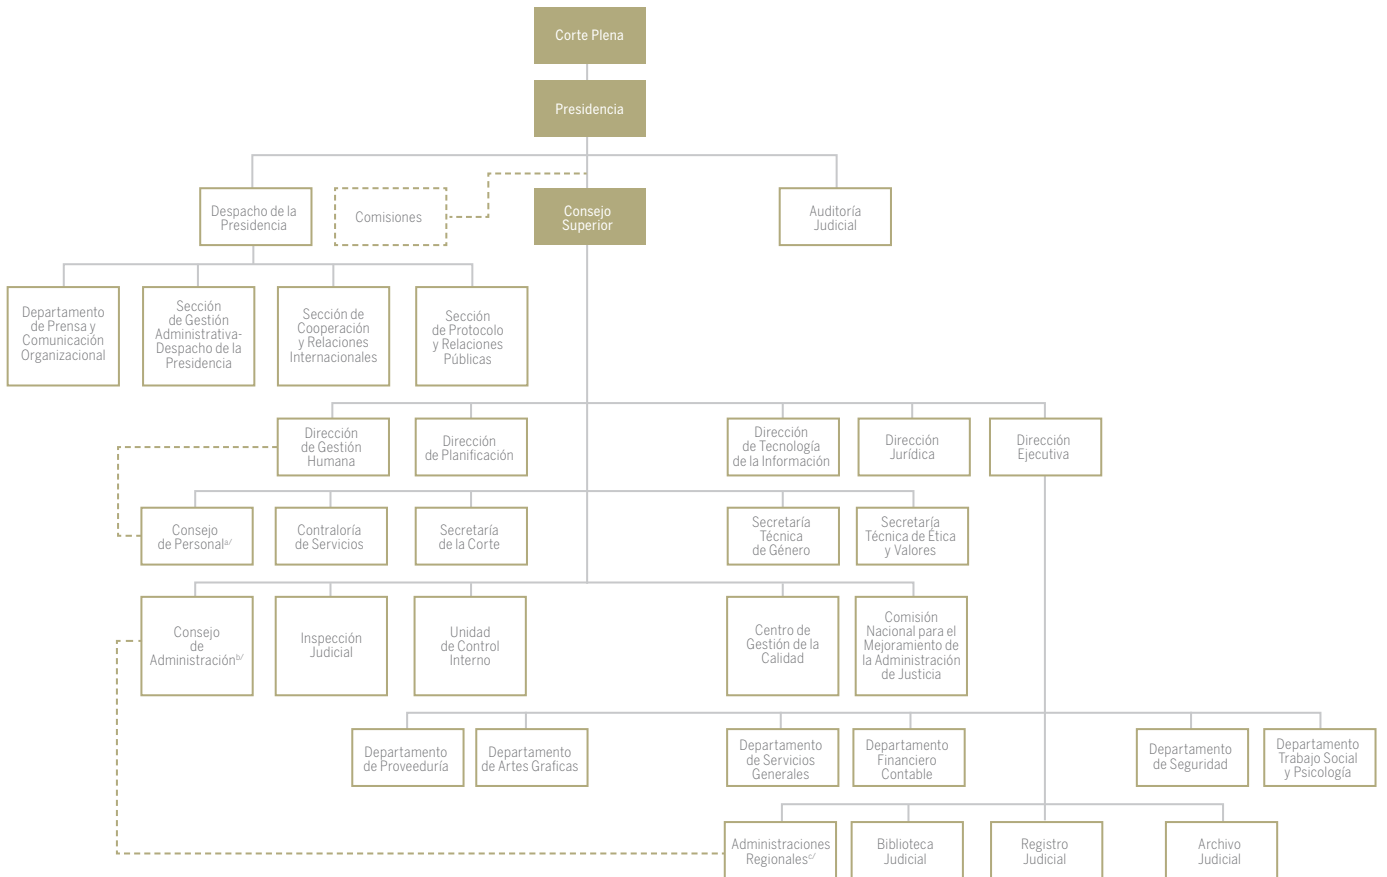 Corte Plena
Presidencia
Despacho de la
Presidencia
Comisiones
Consejo
Superior
Auditoría
Judicial
Departamento
de Prensa y
Comunicación
Organizacional
Sección
de Gestión
Administrativa-
Despacho de la
Presidencia
Sección de
Cooperación
y Relaciones
Internacionales
Sección
de Protocolo
y Relaciones
Públicas
Dirección
de Gestión
Humana
Dirección
de Planificación
Dirección
de Tecnología
de la Información
Dirección
Jurídica
Dirección
Ejecutiva
Consejo
de Personal a/
Contraloría
de Servicios
Secretaría
de la Corte
Secretaría
Técnica
de Género
Secretaría
Técnica de Ética
y Valores
Consejo
de
Administración b/
Inspección
Judicial
Unidad
de Control
Interno
Centro de
Gestión de la
Calidad
Comisión
Nacional para el
Mejoramiento de
la Administración
de Justicia
Departamento
de Proveeduría
Departamento
de Artes Graficas
Departamento
de Servicios
Generales
Departamento
Financiero
Contable
Departamento
de Seguridad
Departamento
Trabajo Social
y Psicología
Administraciones
Regionales c/
Biblioteca
Judicial
Registro
Judicial
Archivo
Judicial